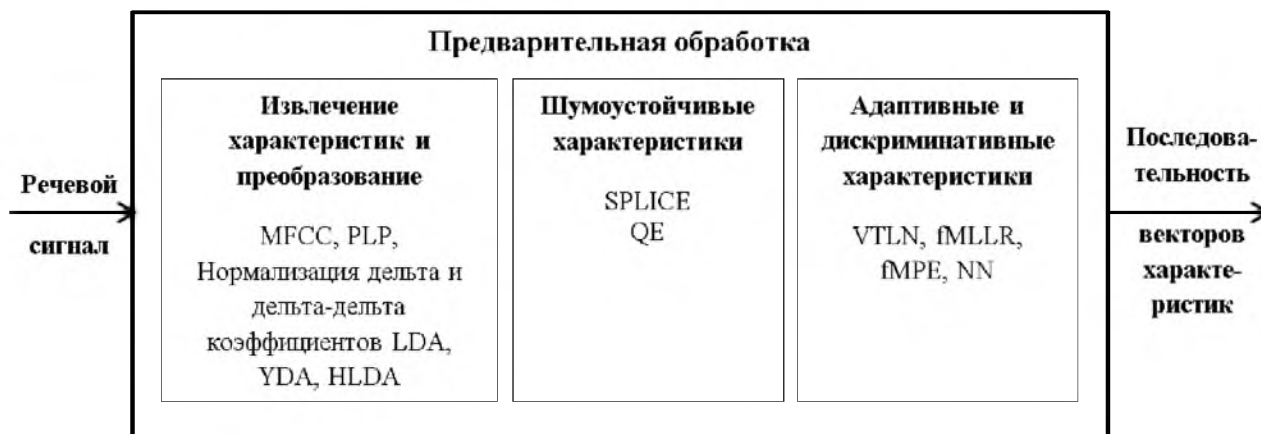 Предварительная обработка
Речевой
сигнал
Извлечение
характеристик и
преобразование
MFCC, PLP,
Нормализация дельта и
дельта-дельта
коэффициентов LDA,
YDA, HLDA
Шумоустойчивые
характеристики
SPLICE
QE
Адаптивные и
дискриминативные
характеристики
VTLN, fMLLR,
fMPE, NN
Последова-
тельность
векторов
характе-
ристик